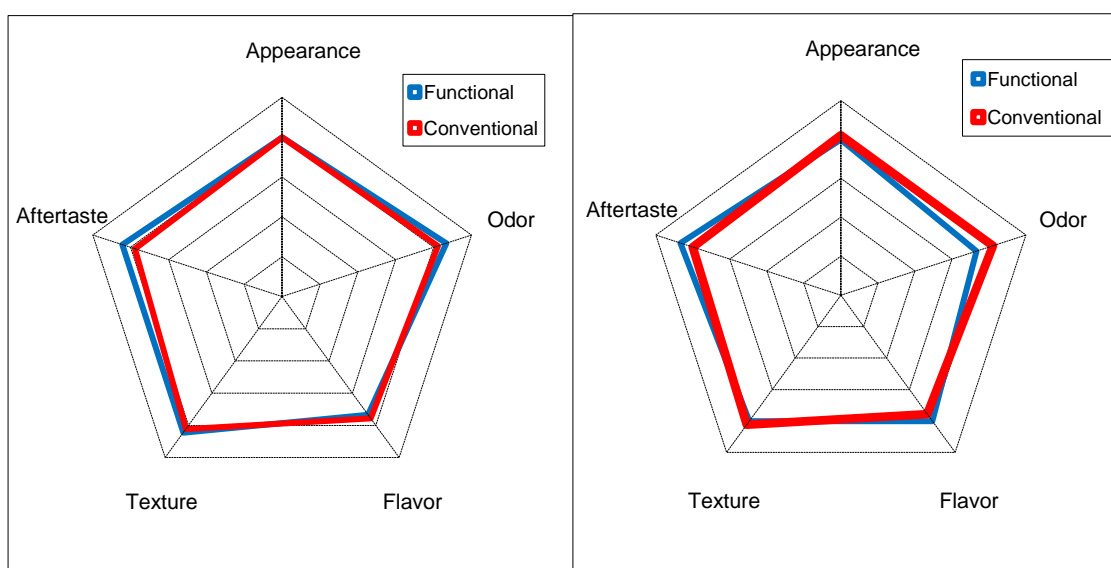 Appearance
Functional
Conventional
Aftertaste
Odor
Texture
Flavor
Appearance
Functional
Conventional
Aftertaste
Odor
Texture
Flavor